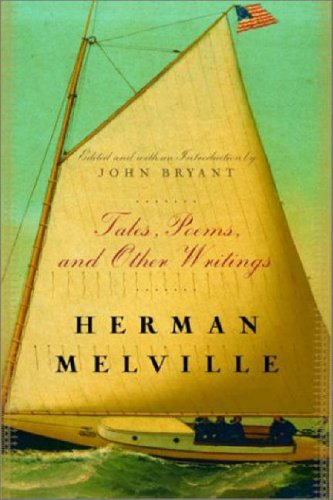 Edited and with an Introduction by
JOHN BRYANT
Tales, Poems,
and Other Writings
HERMAN
MELVILLE